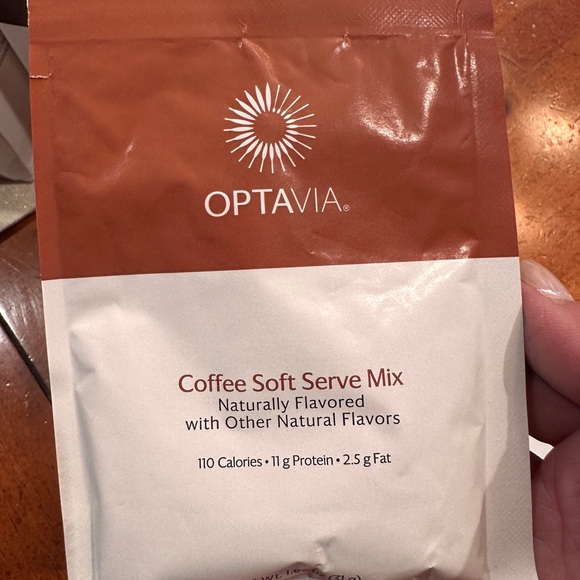 OPTAVIA®
Coffee Soft Serve Mix
Naturally Flavored
with Other Natural Flavors
110 Calories • 11 g Protein • 2.5 g Fat